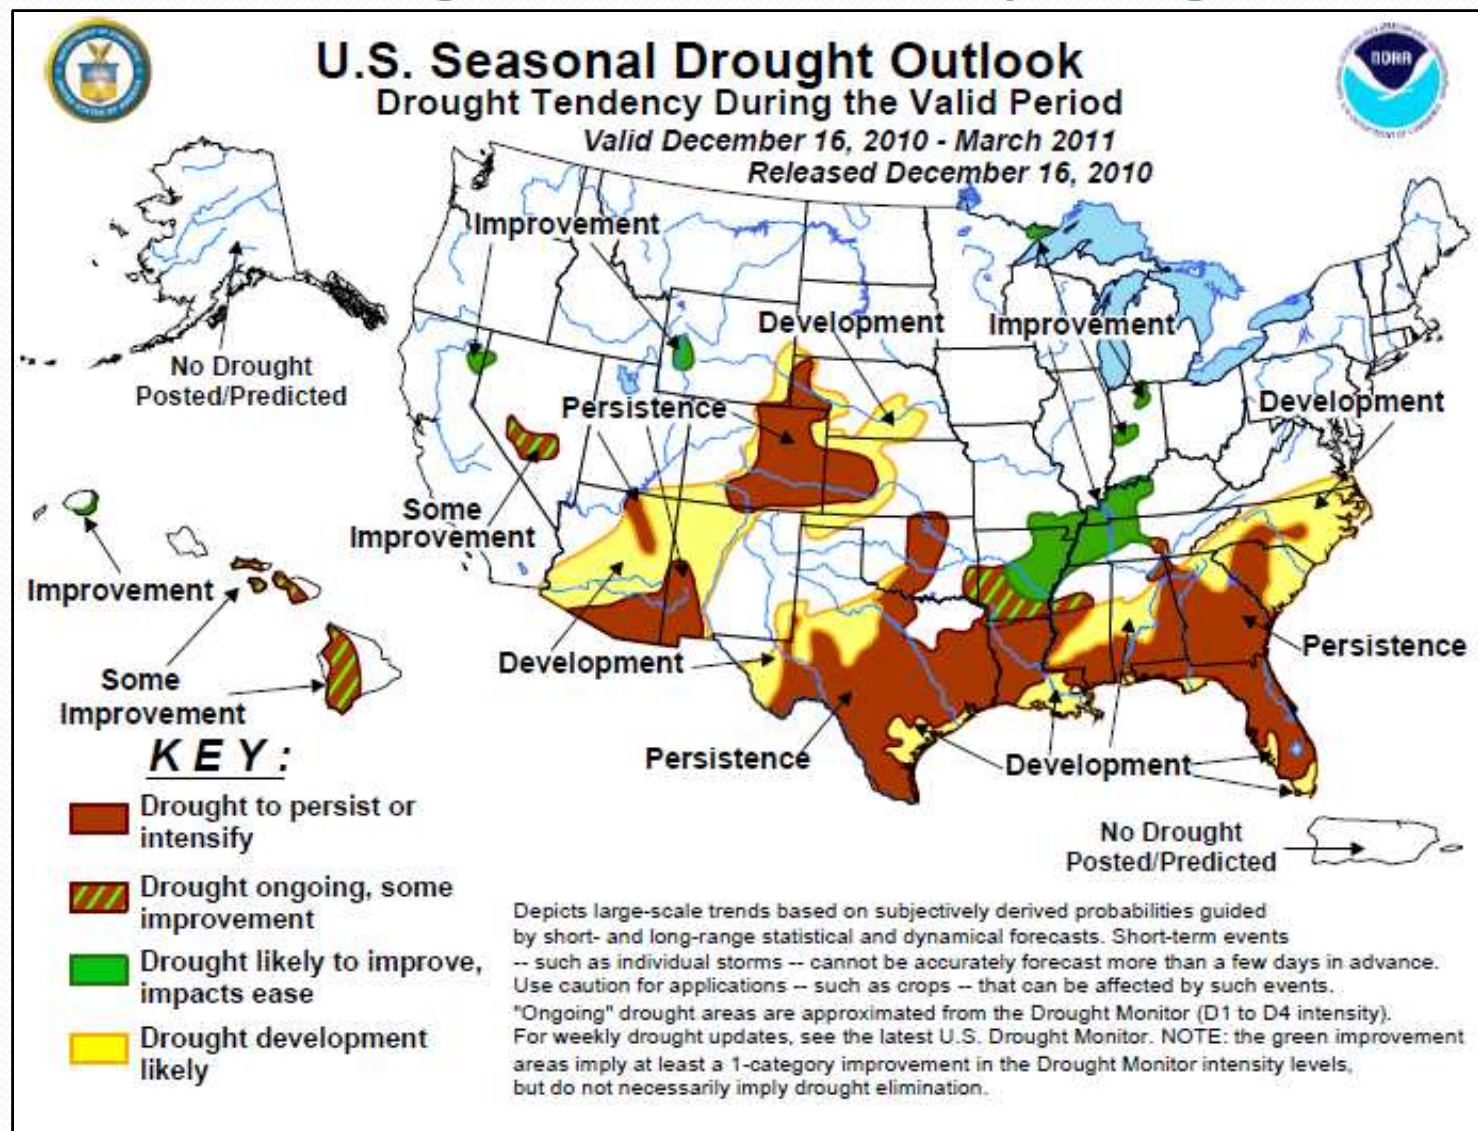 U.S. Seasonal Drought Outlook
Drought Tendency During the Valid Period
Valid December 16, 2010 - March 2011
Released December 16, 2010
NOAA
Improvement
No Drought
Posted/Predicted
Development
Improvement
Persistence
Development
Some
Improvement
Improvement
Some
Improvement
Development
Persistence
Persistence
Development
No Drought
Posted/Predicted
KEY:
Drought to persist or
intensify
Drought ongoing, some
improvement
Drought likely to improve,
impacts ease
Drought development
likely
Depicts large-scale trends based on subjectively derived probabilities guided
by short- and long-range statistical and dynamical forecasts. Short-term events
-- such as individual storms -- cannot be accurately forecast more than a few days in advance.
Use caution for applications -- such as crops -- that can be affected by such events.
"Ongoing" drought areas are approximated from the Drought Monitor (D1 to D4 intensity).
For weekly drought updates, see the latest U.S. Drought Monitor. NOTE: the green improvement
areas imply at least a 1-category improvement in the Drought Monitor intensity levels,
but do not necessarily imply drought elimination.